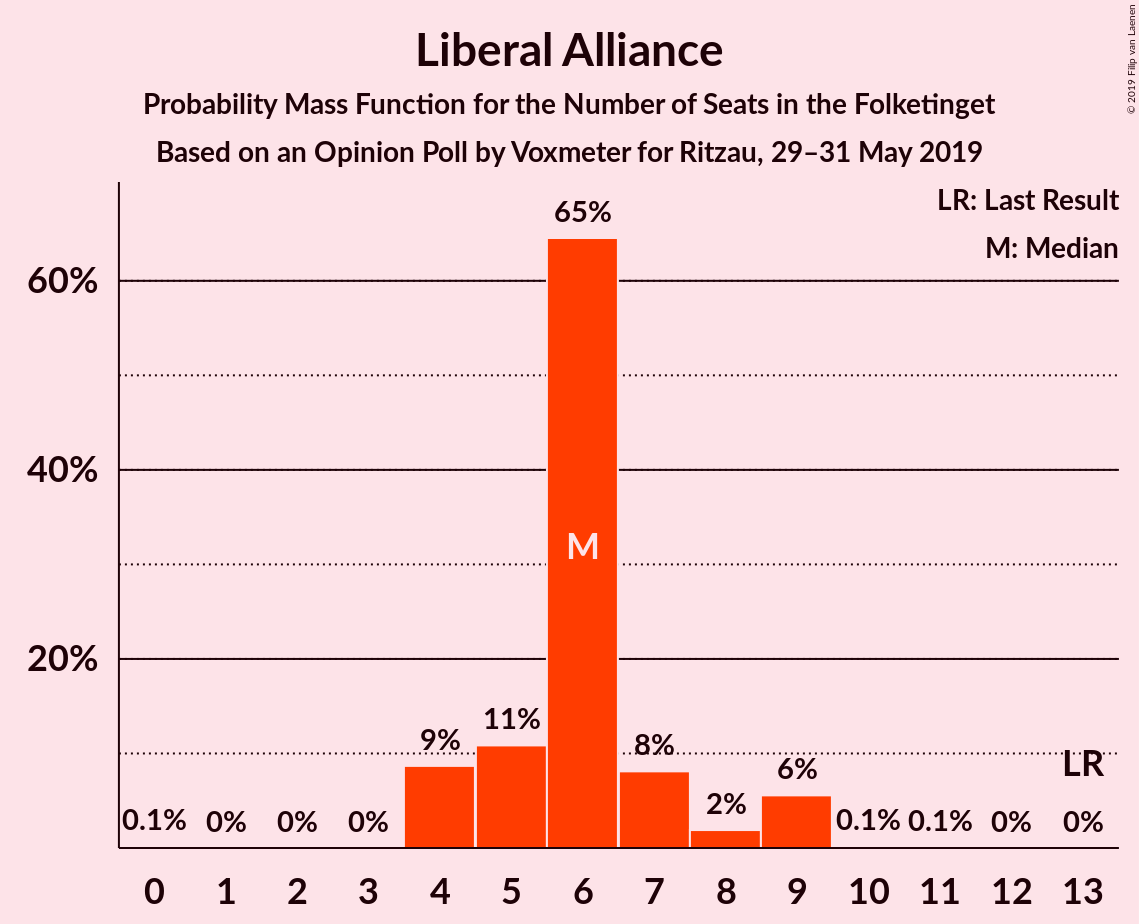 Liberal Alliance
Probability Mass Function for the Number of Seats in the Folketinget
Based on an Opinion Poll by Voxmeter for Ritzau, 29–31 May 2019
© 2019 Filip van Laenen
LR: Last Result
M: Median
60%
40%
20%
0.1%
0%
0%
0%
9%
11%
65%
M
8%
2%
6%
0.1%
0.1%
0%
LR
0%
0 1 2 3 4 5 6 7 8 9 10 11 12 13